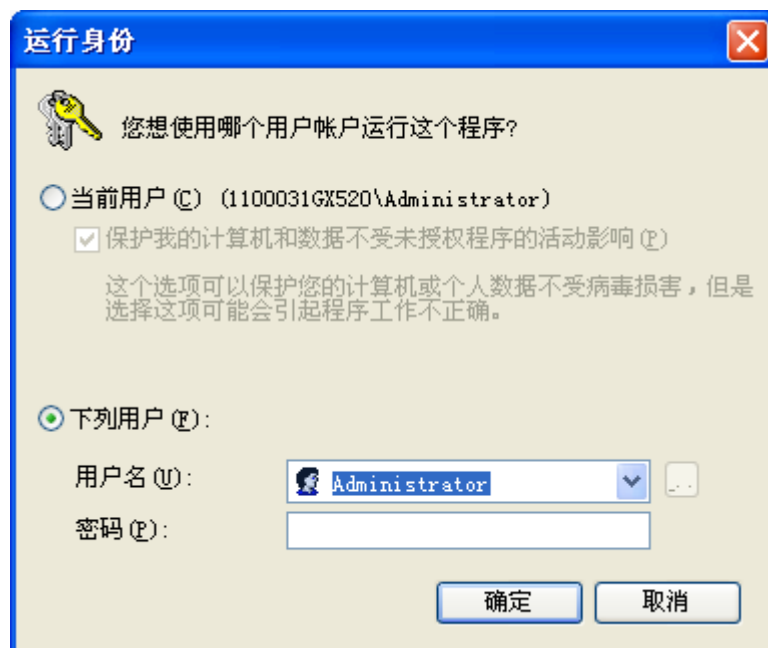 运行身份
您想使用哪个用户帐户运行这个程序?
当前用户(C) (1100031GX520\Administrator)
保护我的计算机和数据不受未授权程序的活动影响(P)
这个选项可以保护您的计算机或个人数据不受病毒损害，但是
选择这项可能会引起程序工作不正确。
下列用户(F):
用户名(U):
Administrator
...
密码(P):
确定
取消